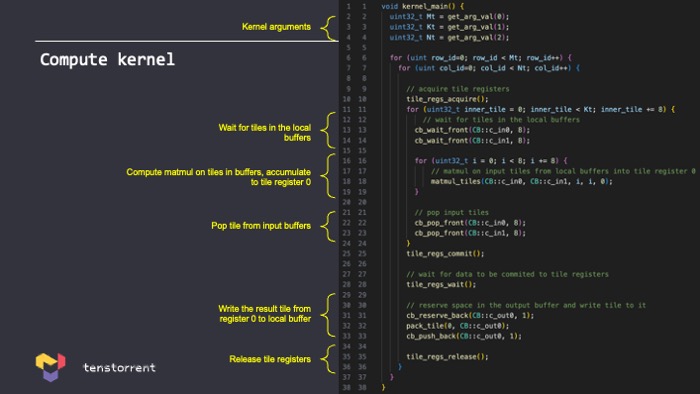 Compute kernel
Kernel arguments
Wait for tiles in the local
buffers
Compute matmul on tiles in buffers, accumulate
to tile register 0
Pop tile from input buffers
Write the result tile from
register 0 to local buffer
Release tile registers
tenstorrent
1 1 void kernel_main() {
2 2 uint32_t Mt = get_arg_val(0);
3 3 uint32_t Kt = get_arg_val(1);
4 4 uint32_t Nt = get_arg_val(2);
5 5
6 6 for (uint row_id=0; row_id < Mt; row_id++) {
7 7 for (uint col_id=0; col_id < Nt; col_id++) {
8 8
9 9 // acquire tile registers
10 10 tile_regs_acquire();
11 11 for (uint32_t inner_tile = 0; inner_tile < Kt; inner_tile += 8) {
12 12 // wait for tiles in the local buffers
13 13 cb_wait_front(CB::c_in0, 8);
14 14 cb_wait_front(CB::c_in1, 8);
15 15
16 16 for (uint32_t i = 0; i < 8; i += 8) {
17 17 // matmul on input tiles from local buffers into tile register 0
18 18 matmul_tiles(CB::c_in0, CB::c_in1, i, i, 0);
19 19 }
20 20
21 21 // pop input tiles
22 22 cb_pop_front(CB::c_in0, 8);
23 23 cb_pop_front(CB::c_in1, 8);
24 24 }
25 25 tile_regs_commit();
26 26
27 27 // wait for data to be commited to tile registers
28 28 tile_regs_wait();
29 29
30 30 // reserve space in the output buffer and write tile to it
31 31 cb_reserve_back(CB::c_out0, 1);
32 32 pack_tile(0, CB::c_out0);
33 33 cb_push_back(CB::c_out0, 1);
34 34
35 35 tile_regs_release();
36 36 }
37 37 }
38 38 }